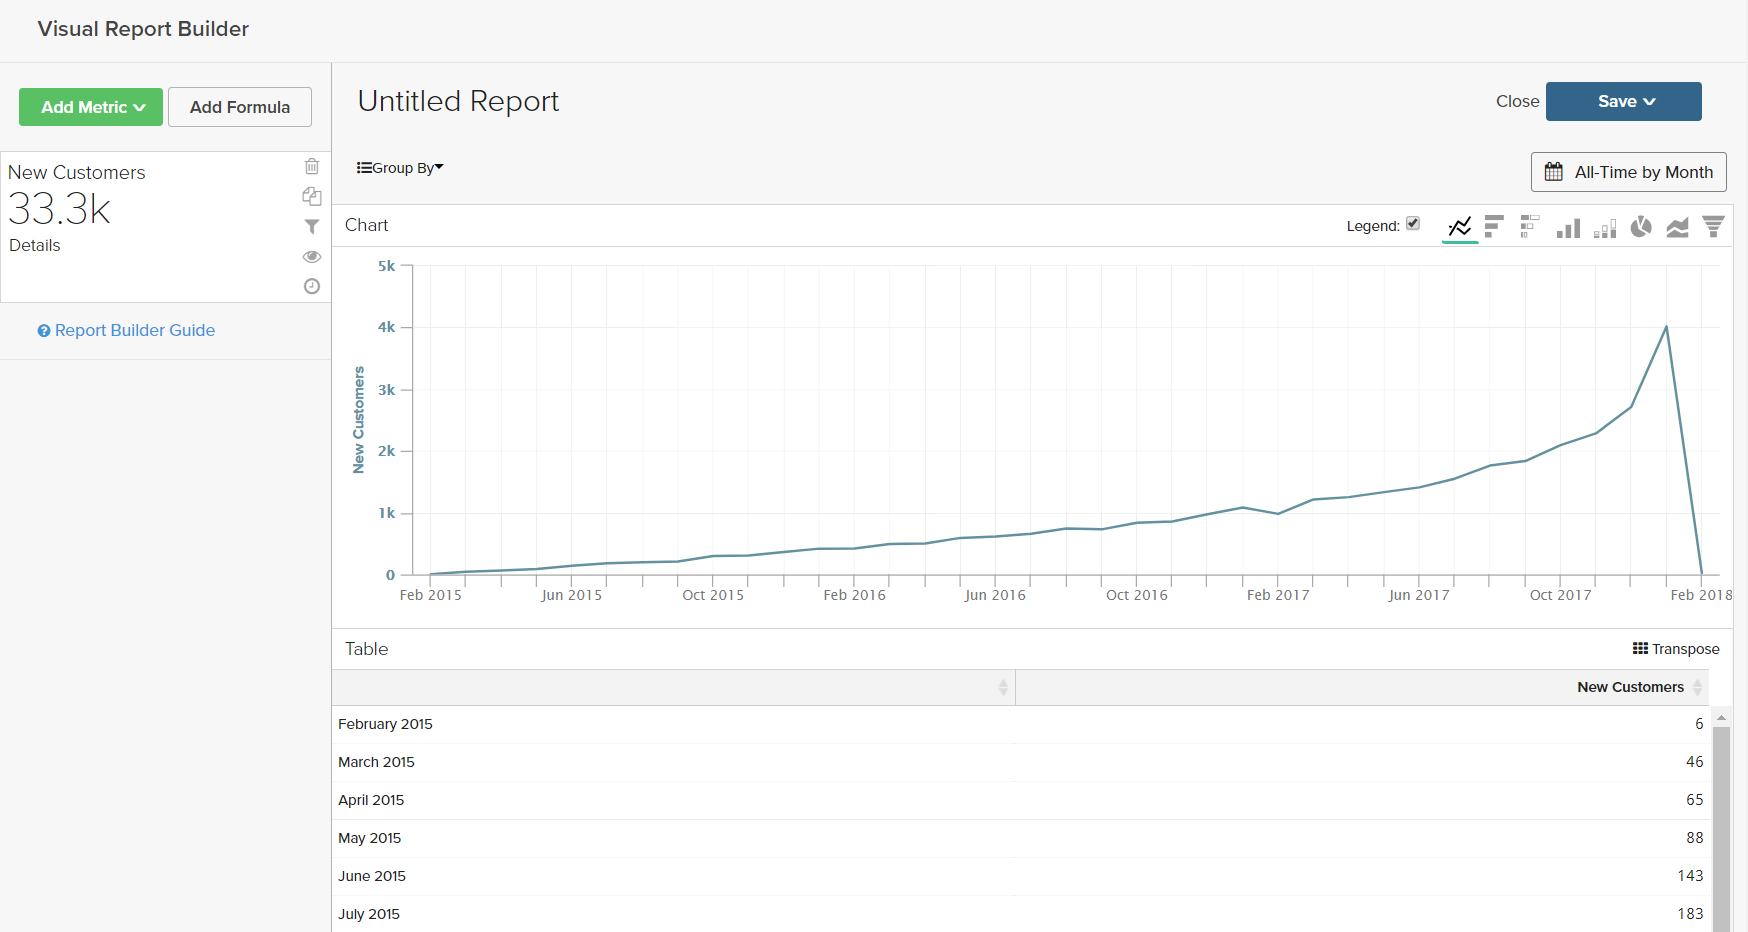 Visual Report Builder
Add Metric
Add Formula
New Customers
33.3k
Details
Report Builder Guide
Untitled Report
Close
Save
Group By
All-Time by Month
Chart
Legend:
5k
4k
3k
2k
1k
0
New Customers
Feb 2015 Jun 2015 Oct 2015 Feb 2016 Jun 2016 Oct 2016 Feb 2017 Jun 2017 Oct 2017 Feb 2018
Table
Transpose
New Customers
February 2015 6
March 2015 46
April 2015 65
May 2015 88
June 2015 143
July 2015 183